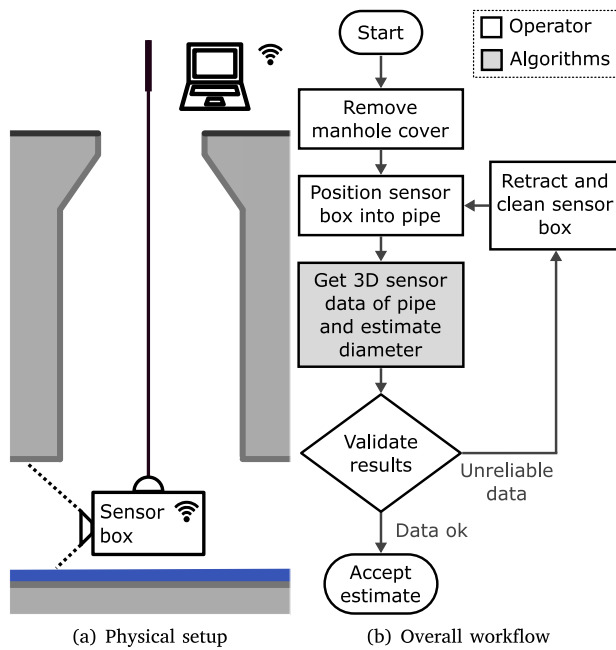 Start
Operator
Algorithms
Remove
manhole cover
Position sensor
box into pipe
Retract and
clean sensor
box
Get 3D sensor
data of pipe
and estimate
diameter
Validate
results
Unreliable
data
Sensor
box
Data ok
Accept
estimate
(a) Physical setup
(b) Overall workflow